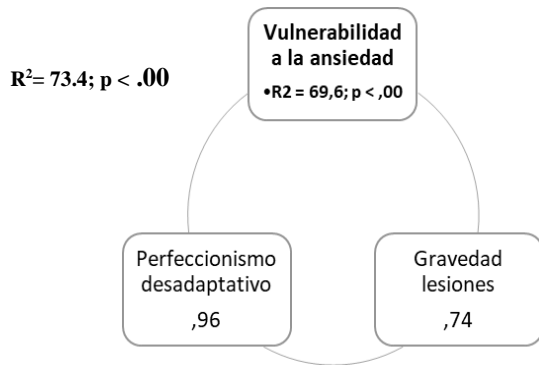 Vulnerabilidad
a la ansiedad
•R2 = 69,6; p < ,00
R²= 73.4; p < .00
Perfeccionismo
desadaptativo
,96
Gravedad
lesiones
,74